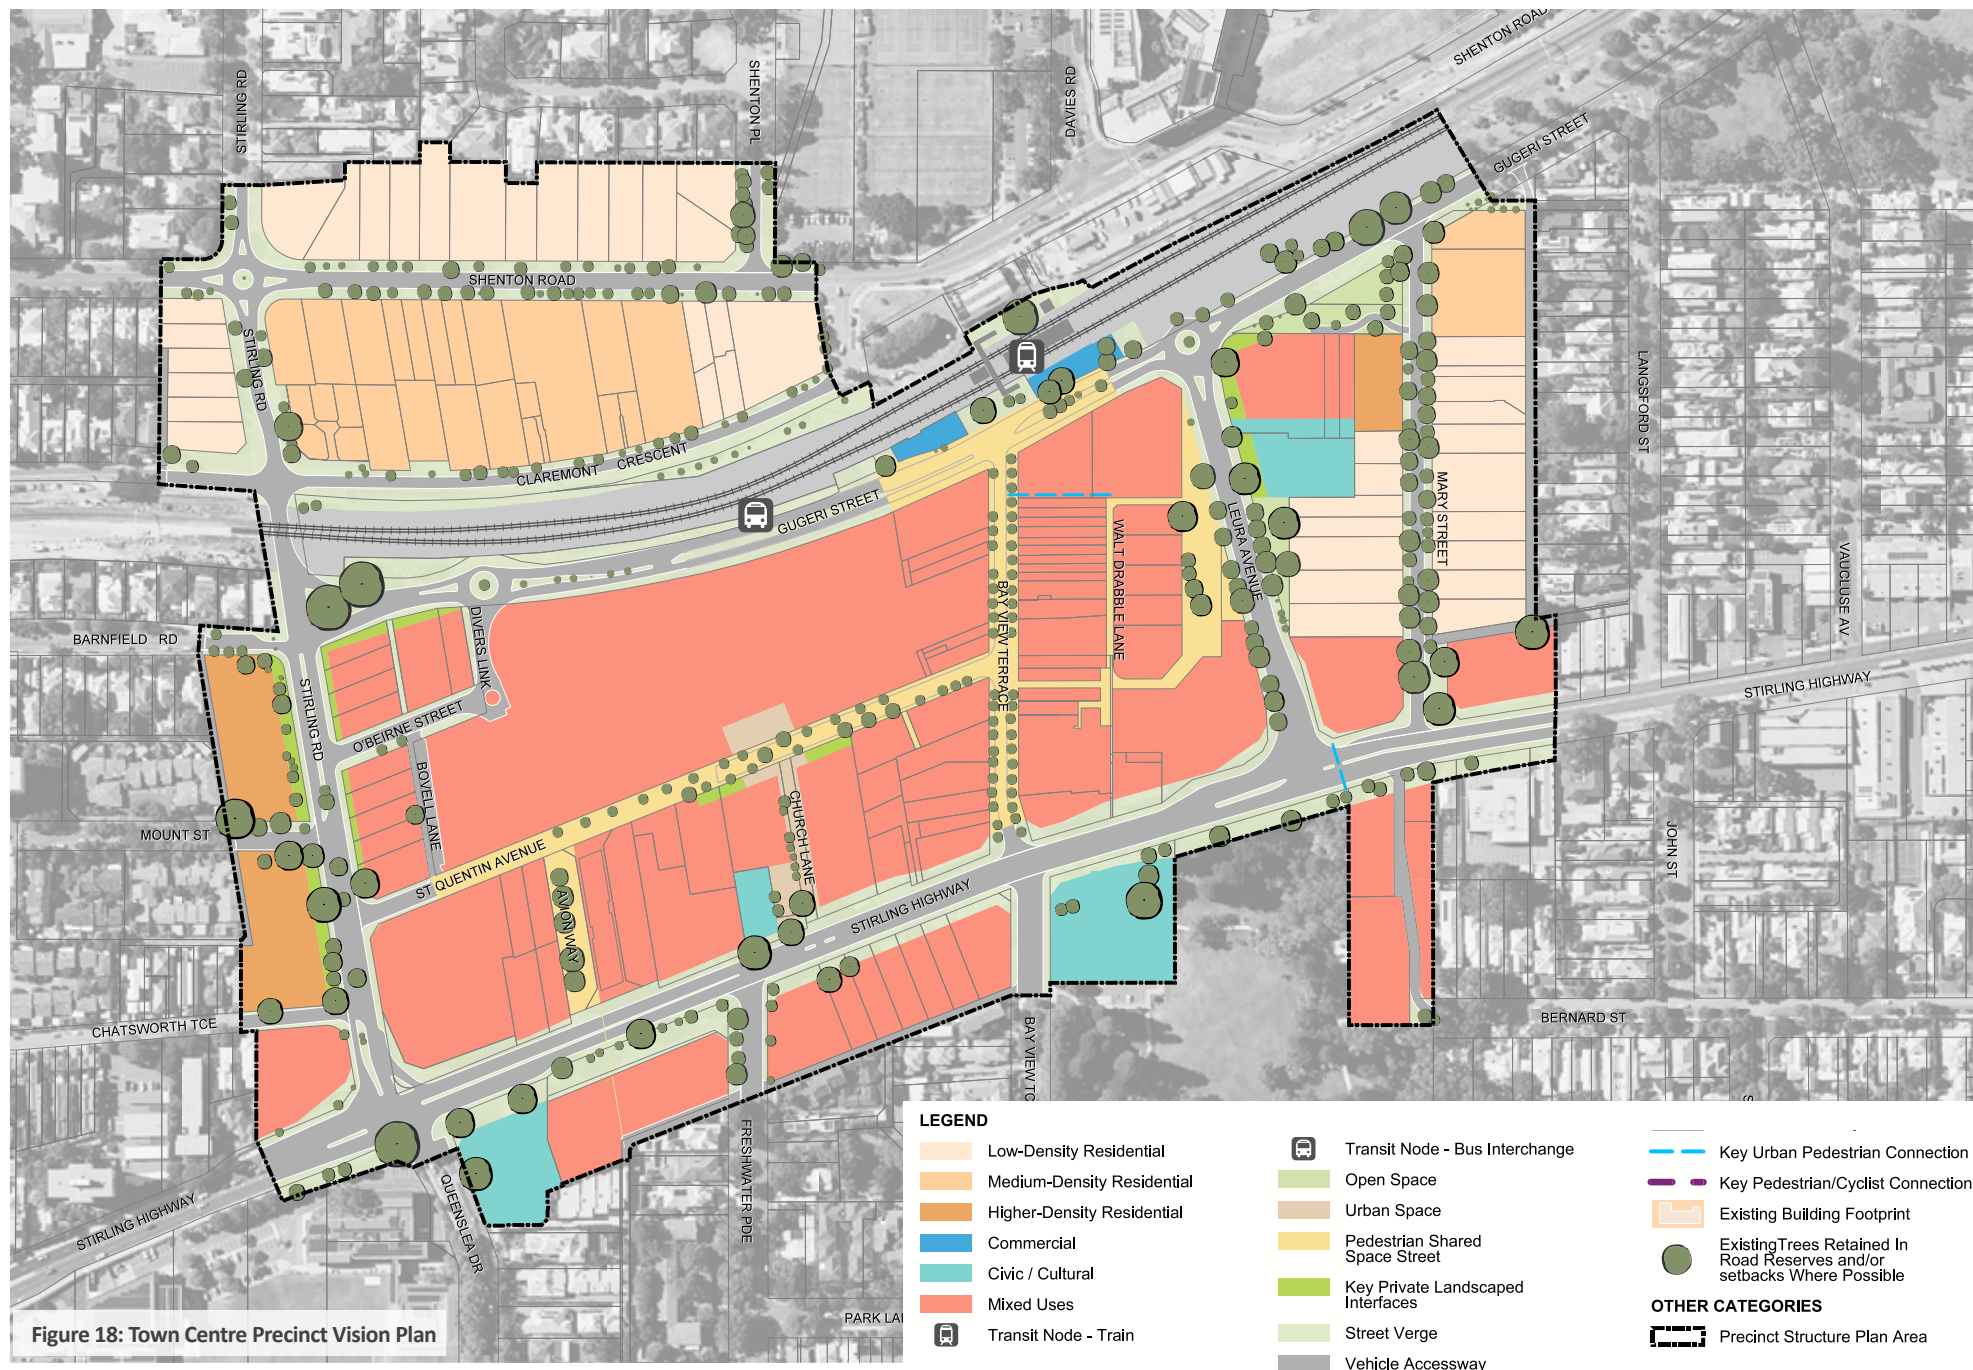 STIRLING RD
SHENTON PL
DAVIES RD
SHENTON ROAD
GUGERI STREET
SHENTON ROAD
STIRLING RD
CLAREMONT CRESCENT
GUGERI STREET
LANGSFORD ST
MARY STREET
LEURA AVENUE
WALT DRABBLE LANE
BAY VIEW TERRACE
VAUCLUSE AV
BARNFIELD RD
DIVERS LINK
STIRLING RD
O'BEIRNE STREET
BOVELL LANE
STIRLING HIGHWAY
MOUNT ST
CHURCH LANE
ST QUENTIN AVENUE
AVION WAY
STIRLING HIGHWAY
JOHN ST
CHATSWORTH TCE
BERNARD ST
BAY VIEW TC
FRESHWATER PDE
QUEENSLEA DR
STIRLING HIGHWAY
PARK LA
LEGEND
Low-Density Residential
Medium-Density Residential
Higher-Density Residential
Commercial
Civic / Cultural
Mixed Uses
Transit Node - Train
Transit Node - Bus Interchange
Open Space
Urban Space
Pedestrian Shared
Space Street
Key Private Landscaped
Interfaces
Street Verge
Vehicle Accessway
Key Urban Pedestrian Connection
Key Pedestrian/Cyclist Connection
Existing Building Footprint
ExistingTrees Retained In
Road Reserves and/or
setbacks Where Possible
OTHER CATEGORIES
Precinct Structure Plan Area
Figure 18: Town Centre Precinct Vision Plan